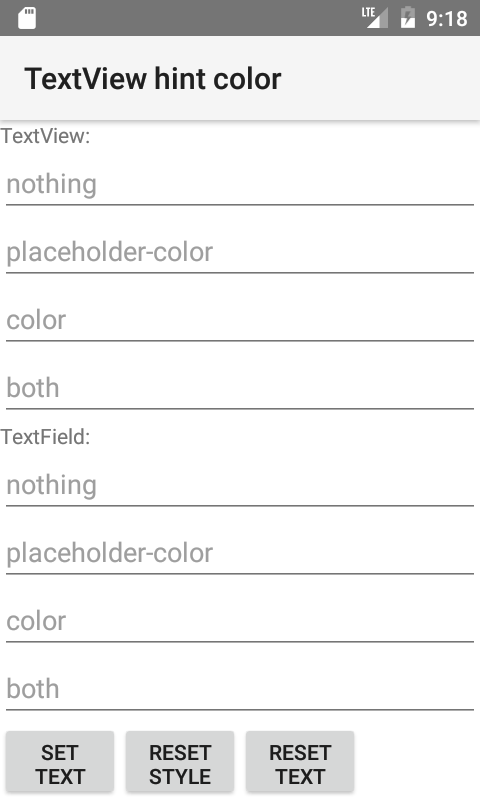 LTE 9:18
TextView hint color
TextView:
nothing
placeholder-color
color
both
TextField:
nothing
placeholder-color
color
both
SET RESET RESET
TEXT STYLE TEXT